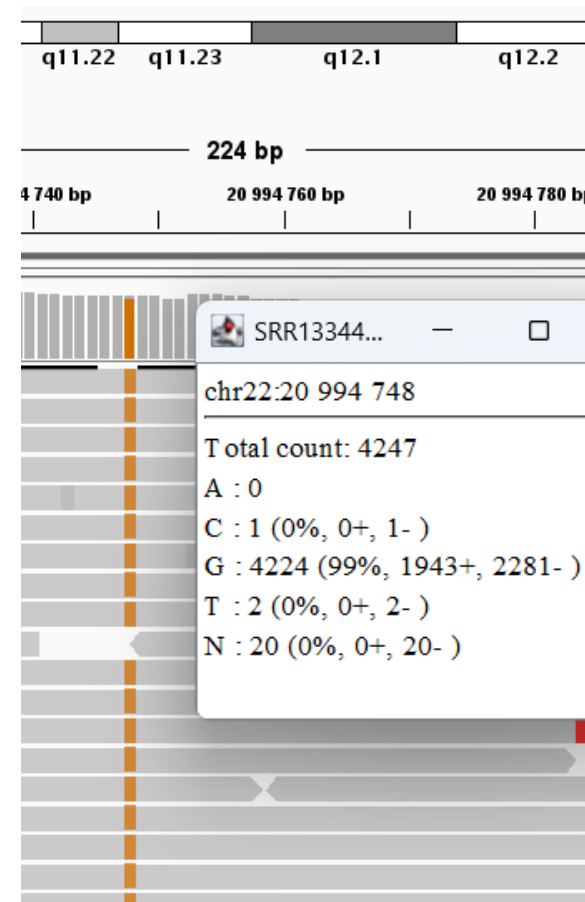 q11.22 q11.23 q12.1 q12.2
224 bp
4 740 bp 20 994 760 bp 20 994 780 b
SRR13344...
chr22:20 994 748
Total count: 4247
A : 0
C : 1 (0%, 0+, 1- )
G : 4224 (99%, 1943+, 2281- )
T : 2 (0%, 0+, 2- )
N : 20 (0%, 0+, 20- )